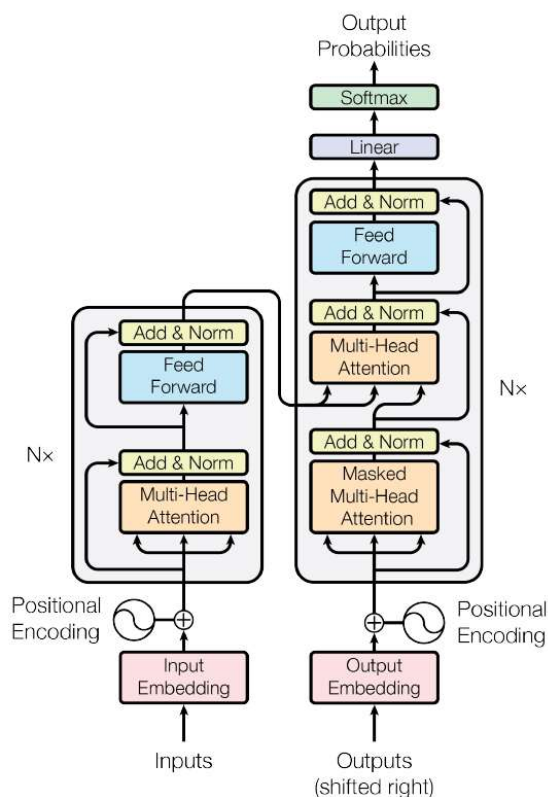 Output
Probabilities
Softmax
Linear
Add & Norm
Feed
Forward
Add & Norm
Multi-Head
Attention
Add & Norm
Masked
Multi-Head
Attention
N×
Add & Norm
Feed
Forward
Add & Norm
Multi-Head
Attention
N×
Positional
Encoding
Positional
Encoding
Input
Embedding
Output
Embedding
Inputs
Outputs
(shifted right)